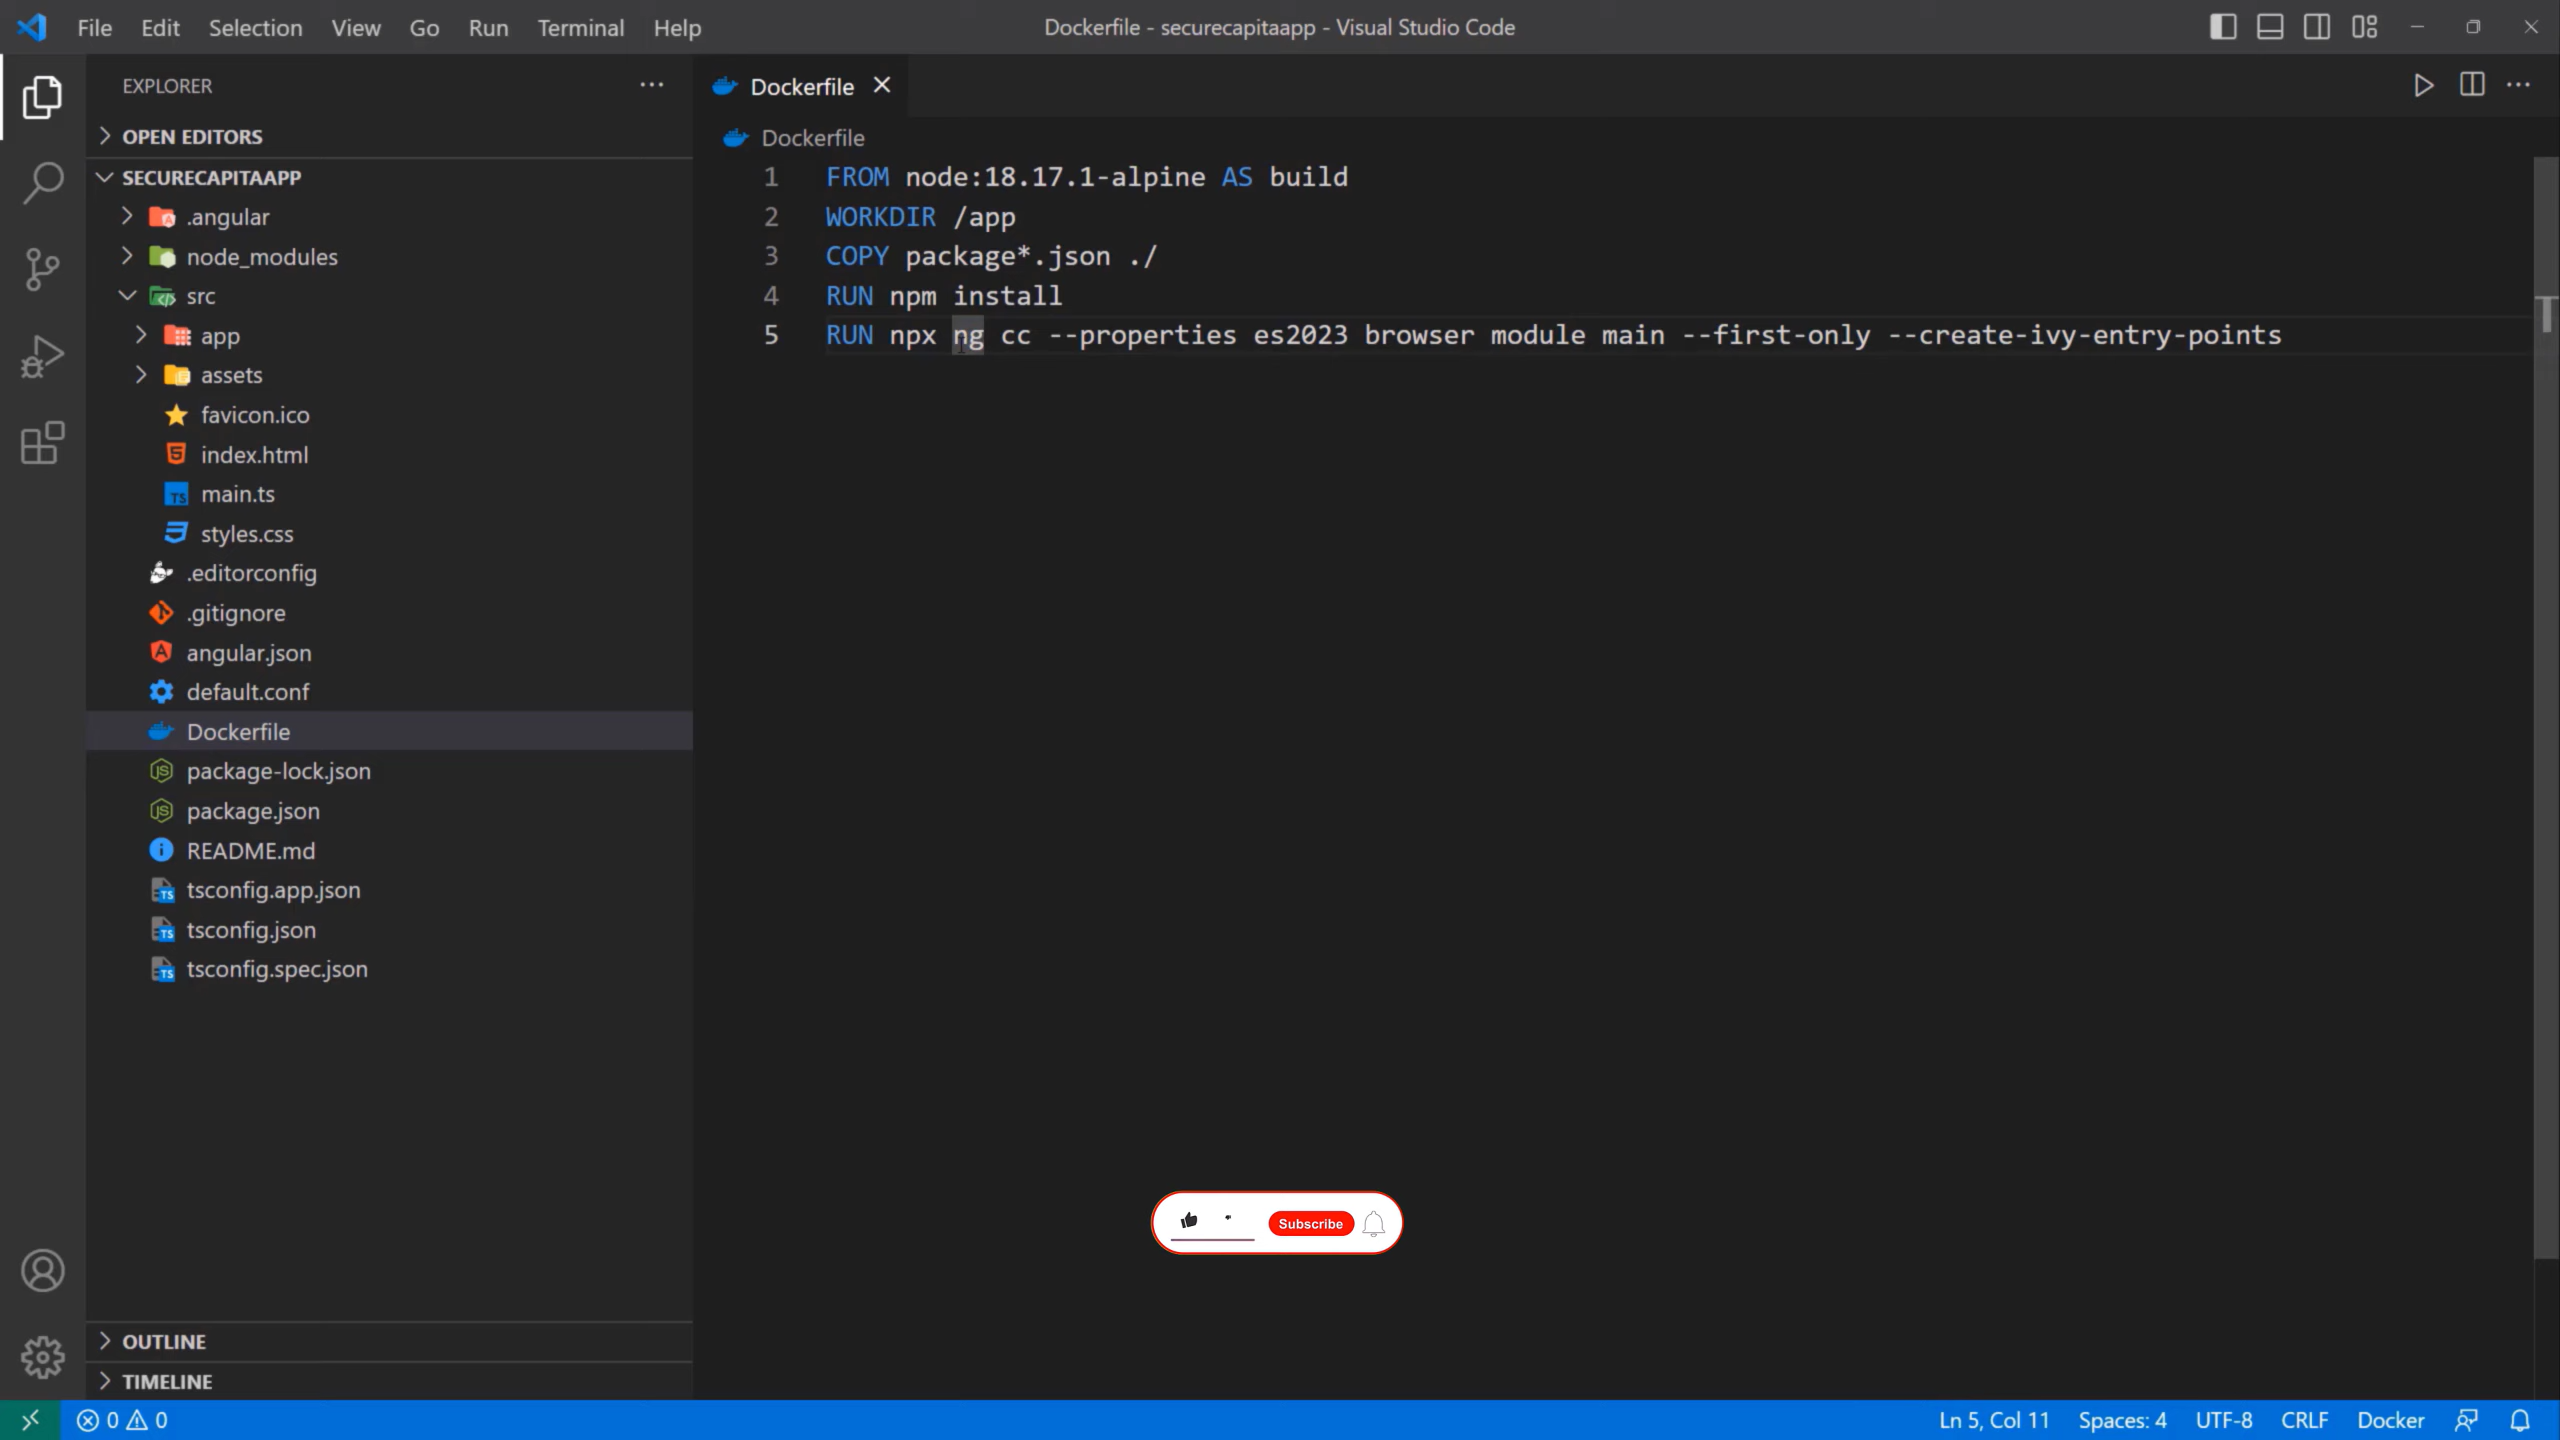 File Edit Selection View Go Run Terminal Help
Dockerfile - securecapitaapp - Visual Studio Code
EXPLORER
OPEN EDITORS
SECURECAPITAAPP
.angular
node_modules
src
app
assets
favicon.ico
index.html
main.ts
styles.css
.editorconfig
.gitignore
angular.json
default.conf
Dockerfile
package-lock.json
package.json
README.md
tsconfig.app.json
tsconfig.json
tsconfig.spec.json
OUTLINE
TIMELINE
Dockerfile
Dockerfile
1 FROM node:18.17.1-alpine AS build
2 WORKDIR /app
3 COPY package*.json ./
4 RUN npm install
5 RUN npx ng cc --properties es2023 browser module main --first-only --create-ivy-entry-points
Subscribe
0 0
Ln 5, Col 11 Spaces: 4 UTF-8 CRLF Docker